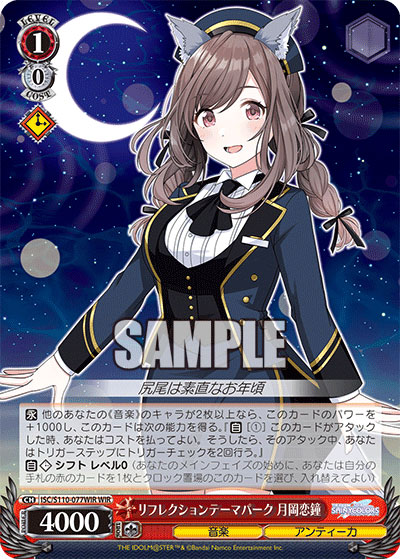 LEVEL
1
0
COST
SAMPLE
尻尾は素直なお年頃
永 他のあなたの《音楽》のキャラが2枚以上なら、このカードのパワーを
+1000し、このカードは次の能力を得る。『自 [(1)] このカードがアタック
した時、あなたはコストを払ってよい。そうしたら、そのアタック中、あなた
はトリガーステップにトリガーチェックを2回行う。』
自 シフト レベル0 (あなたのメインフェイズの始めに、あなたは自分の
手札の赤のカードを1枚とクロック置場のこのカードを選び、入れ替えてよい)
CH ISC/S110-077WIR WIR
リフレクションテーマパーク 月岡恋鐘
SHINYCOLORS
4000
音楽
アンティーカ
THE IDOLM@STER™& ©Bandai Namco Entertainment Inc.